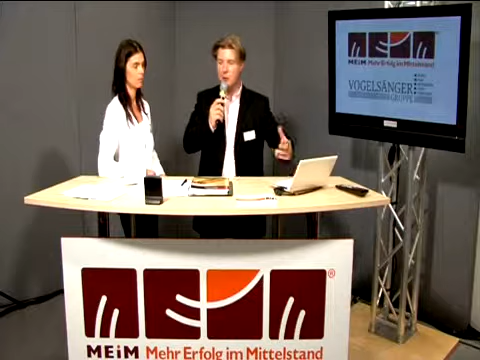 MEiM Mehr Erfolg im Mittelstand
VOGELSÄNGER
GRUPPE
MEiM Mehr Erfolg im Mittelstand
®